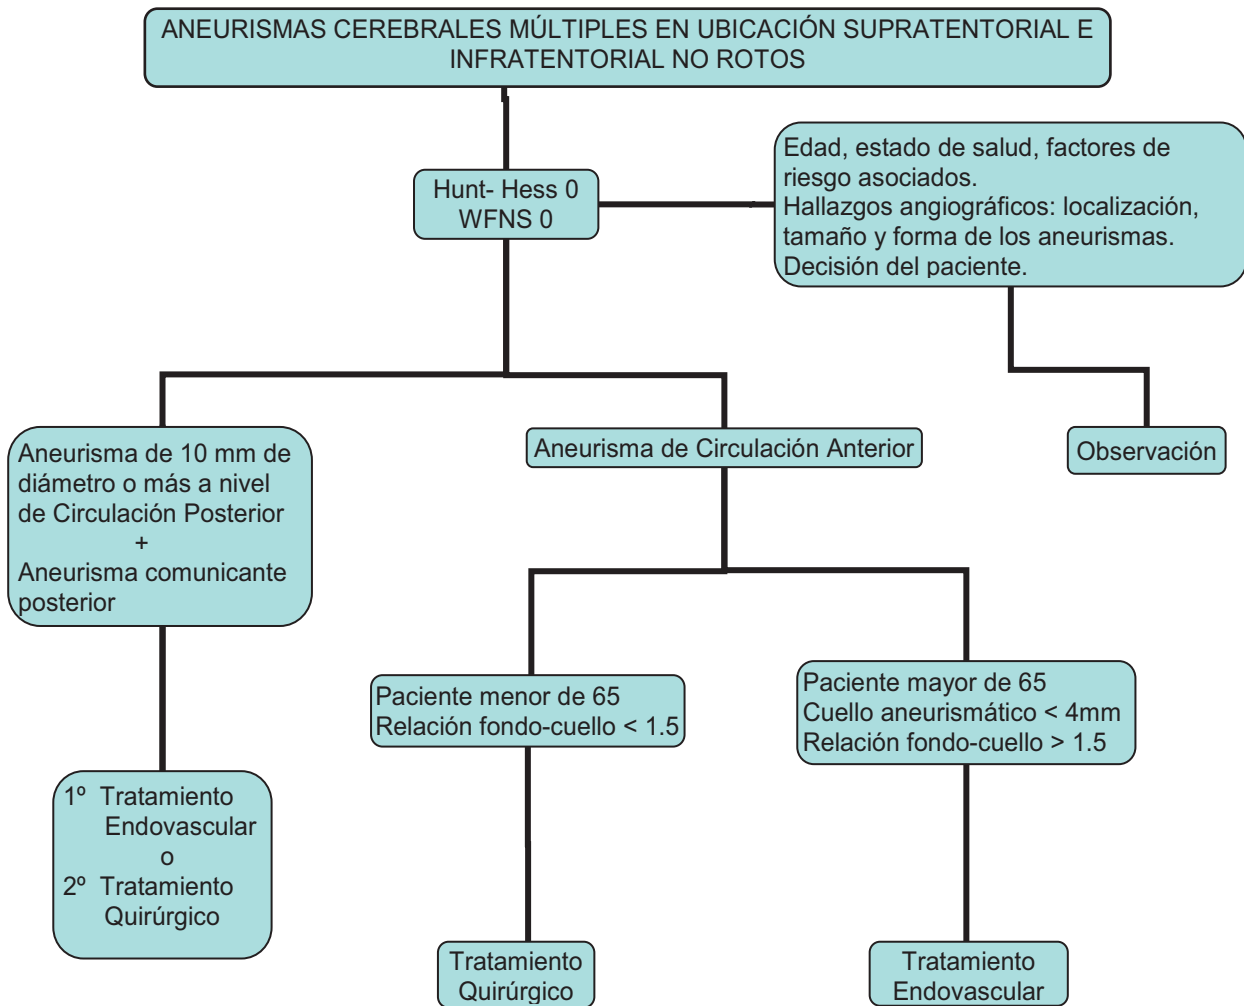 ANEURISMAS CEREBRALES MÚLTIPLES EN UBICACIÓN SUPRATENTORIAL E
INFRATENTORIAL NO ROTOS
Hunt- Hess 0
WFNS 0
Edad, estado de salud, factores de
riesgo asociados.
Hallazgos angiográficos: localización,
tamaño y forma de los aneurismas.
Decisión del paciente.
Aneurisma de 10 mm de
diámetro o más a nivel
de Circulación Posterior
+
Aneurisma comunicante
posterior
Aneurisma de Circulación Anterior
Observación
Paciente menor de 65
Relación fondo-cuello < 1.5
Paciente mayor de 65
Cuello aneurismático < 4mm
Relación fondo-cuello > 1.5
1º Tratamiento
Endovascular
o
2º Tratamiento
Quirúrgico
Tratamiento
Quirúrgico
Tratamiento
Endovascular